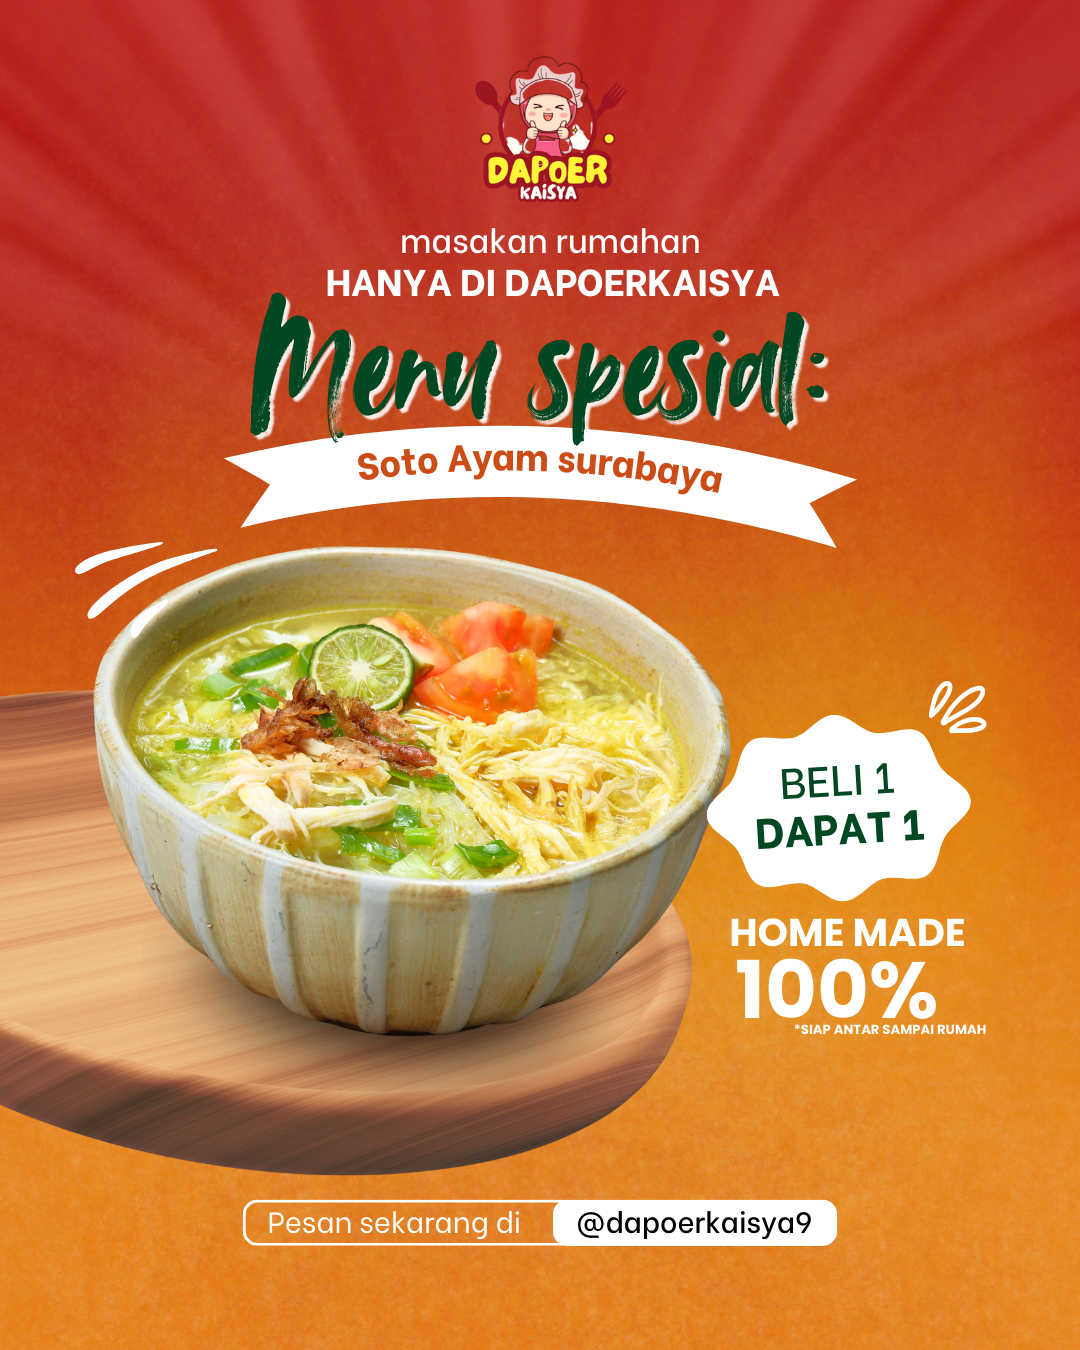 DAPOER
KAISYA
masakan rumahan
HANYA DI DAPOERKAISYA
Menu spesial:
Soto Ayam surabaya
BELI 1
DAPAT 1
HOME MADE
100%
*SIAP ANTAR SAMPAI RUMAH
Pesan sekarang di @dapoerkaisya9